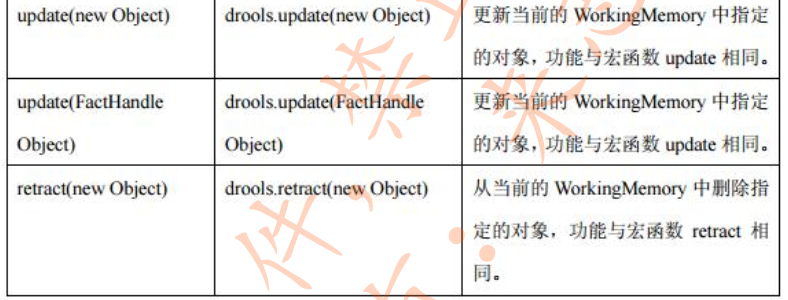 update(new Object) drools.update(new Object) 更新当前的 WorkingMemory 中指定
的对象，功能与宏函数 update 相同。
update(FactHandle drools.update(FactHandle 更新当前的 WorkingMemory 中指定
Object) Object) 的对象，功能与宏函数 update 相同。
retract(new Object) drools.retract(new Object) 从当前的 WorkingMemory 中删除指
定的对象，功能与宏函数 retract 相
同。